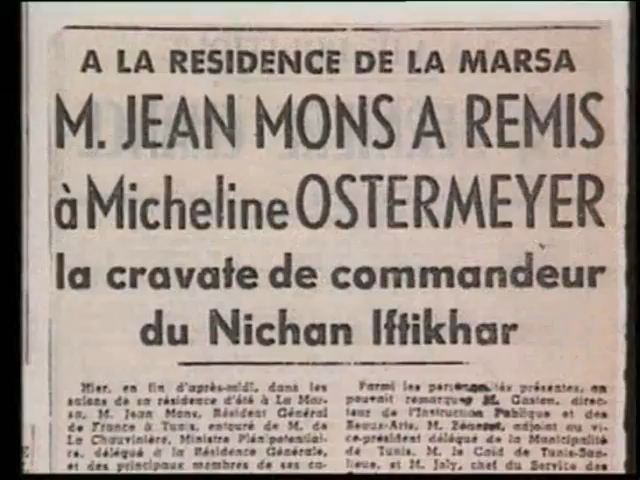 A LA RESIDENCE DE LA MARSA
M. JEAN MONS A REMIS
à Micheline OSTERMEYER
la cravate de commandeur
du Nichan Iftikhar
Hier, en fin d'après-midi, dans les
salons de sa résidence d'été à La Mar-
sa, M. Jean Mons, Résident Général
de France à Tunis, entouré de M. de
La Chauvinière, Ministre Plénipotentiai-
re, délégué à la Résidence Générale,
et des principaux membres de ses ca-
Parmi les personnalités présentes, on
pouvait remarquer M. Gaston, direc-
teur de l'Instruction Publique et des
Beaux-Arts, M. adjoint au vi-
ce-président délégué de la Municipalité
de Tunis, M. le Caïd de Tunis-Ban-
lieue, et M. Joly, chef du Service des